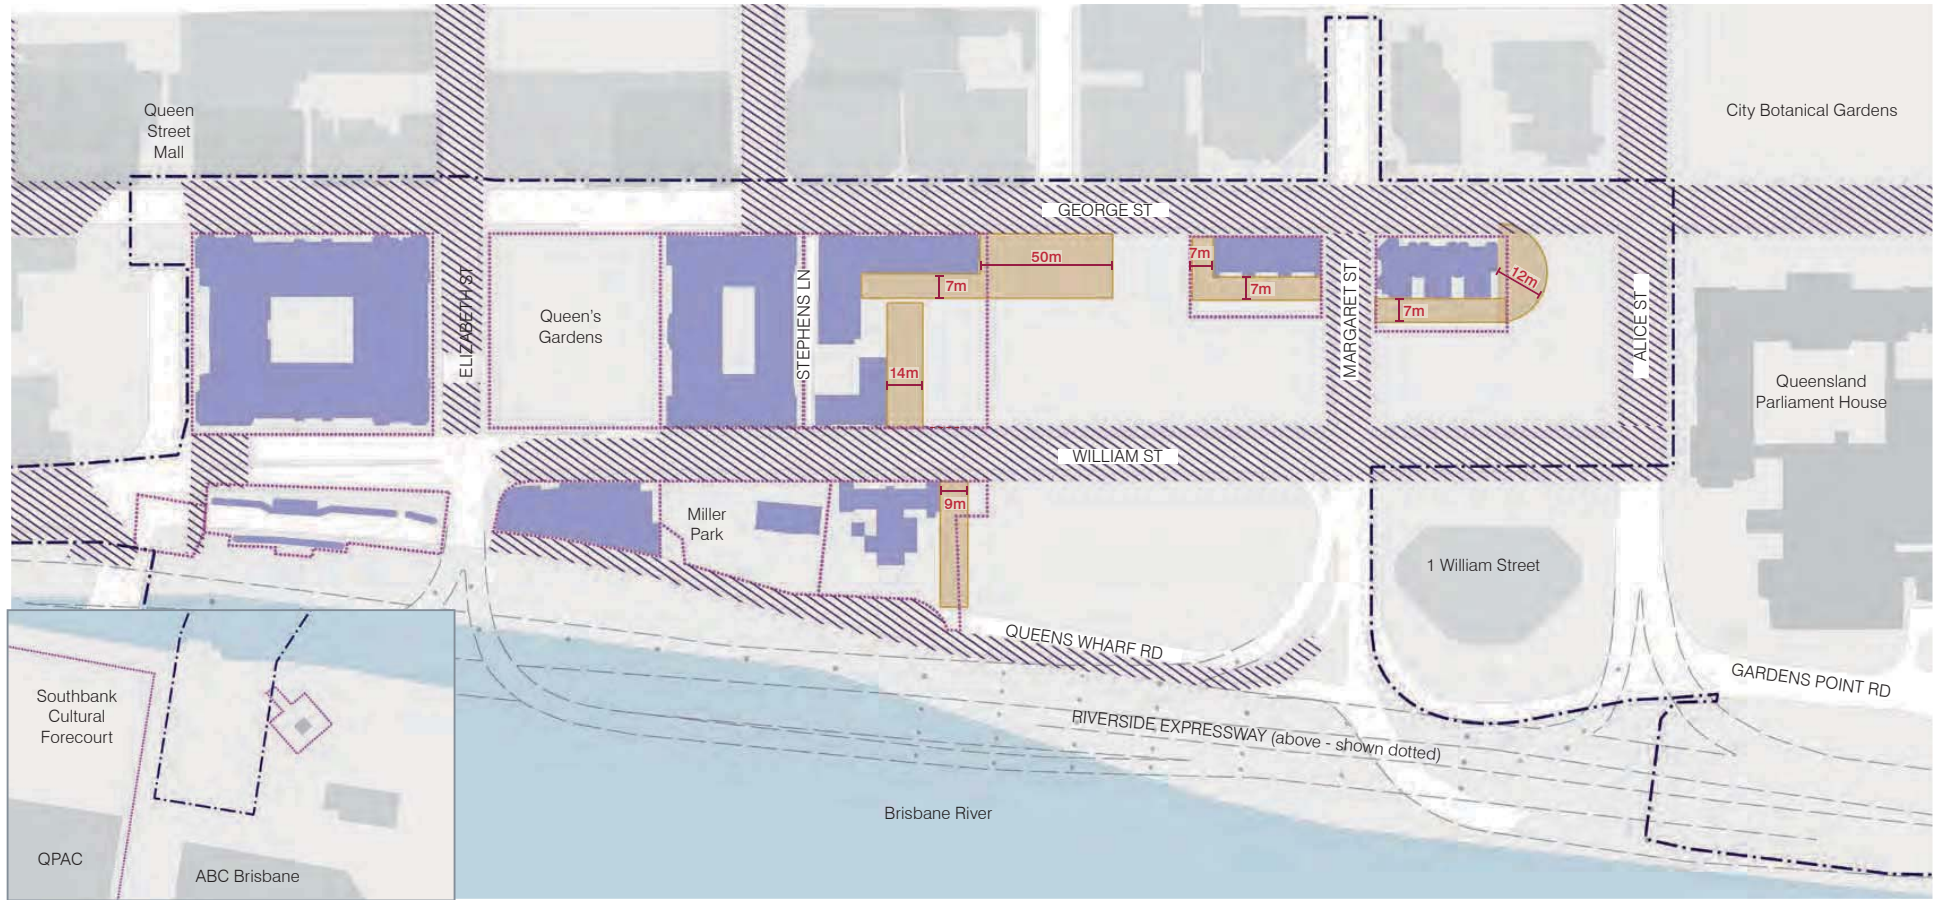 Queen
Street
Mall
City Botanical Gardens
GEORGE ST
ELIZABETH ST
Queen's
Gardens
STEPHENS LN
50m
7m
14m
7m
7m
MARGARET ST
12m
7m
ALICE ST
Queensland
Parliament House
WILLIAM ST
Miller
Park
9m
1 William Street
QUEENS WHARF RD
GARDENS POINT RD
RIVERSIDE EXPRESSWAY (above - shown dotted)
Brisbane River
Southbank
Cultural
Forecourt
QPAC
ABC Brisbane